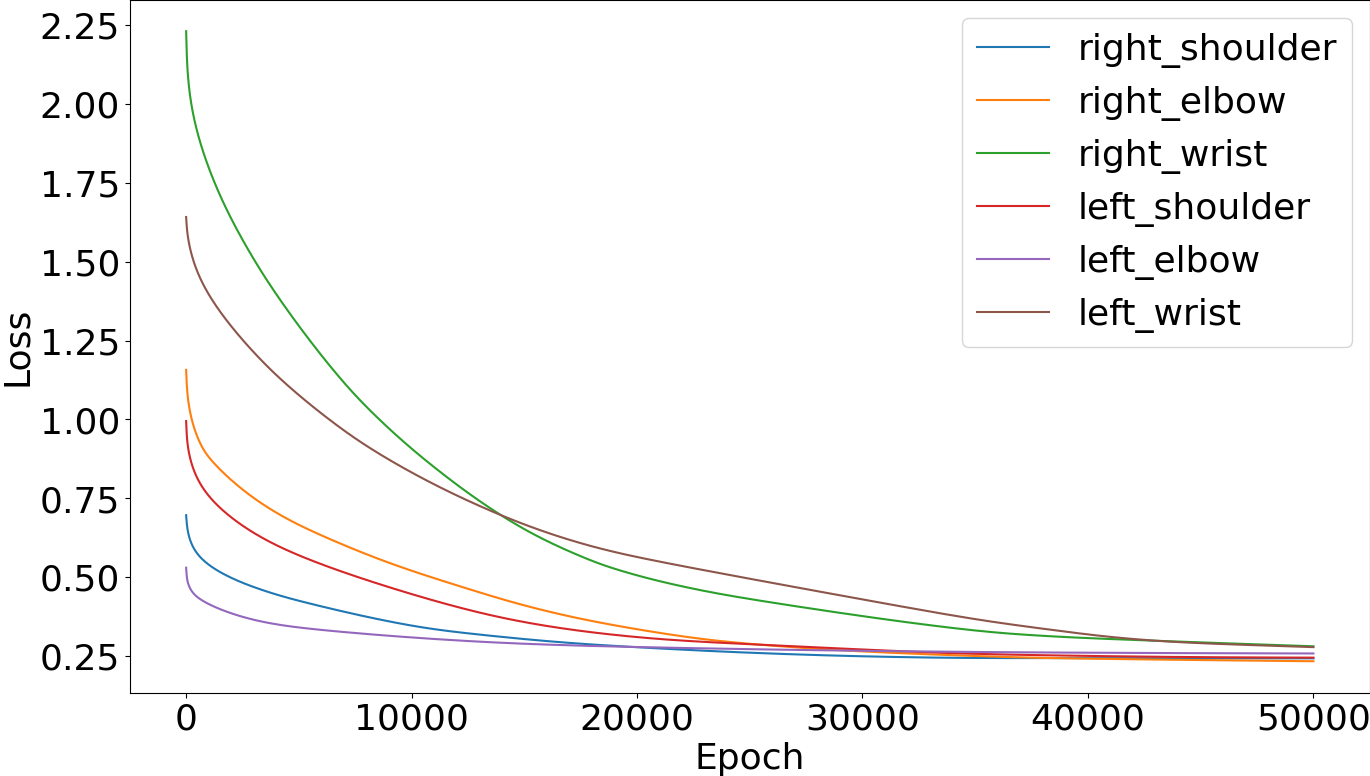 2.25
2.00
1.75
1.50
1.25
1.00
0.75
0.50
0.25
Loss
0 10000 20000 30000 40000 50000
Epoch
right_shoulder
right_elbow
right_wrist
left_shoulder
left_elbow
left_wrist